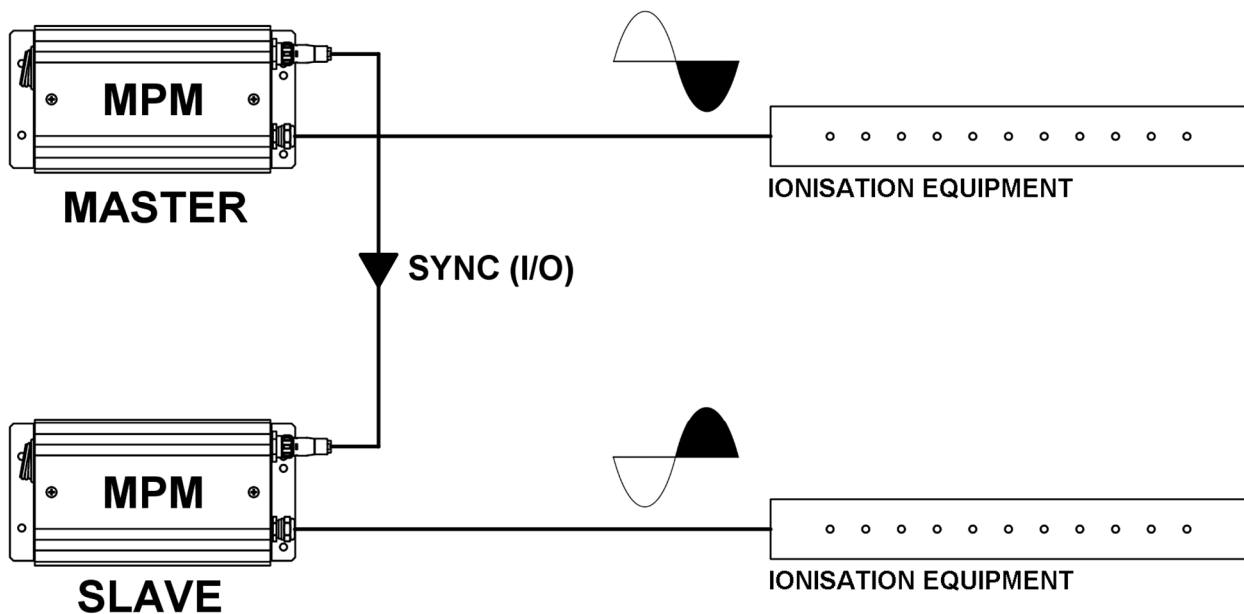 MPM
MASTER
IONISATION EQUIPMENT
SYNC (I/O)
MPM
SLAVE
IONISATION EQUIPMENT